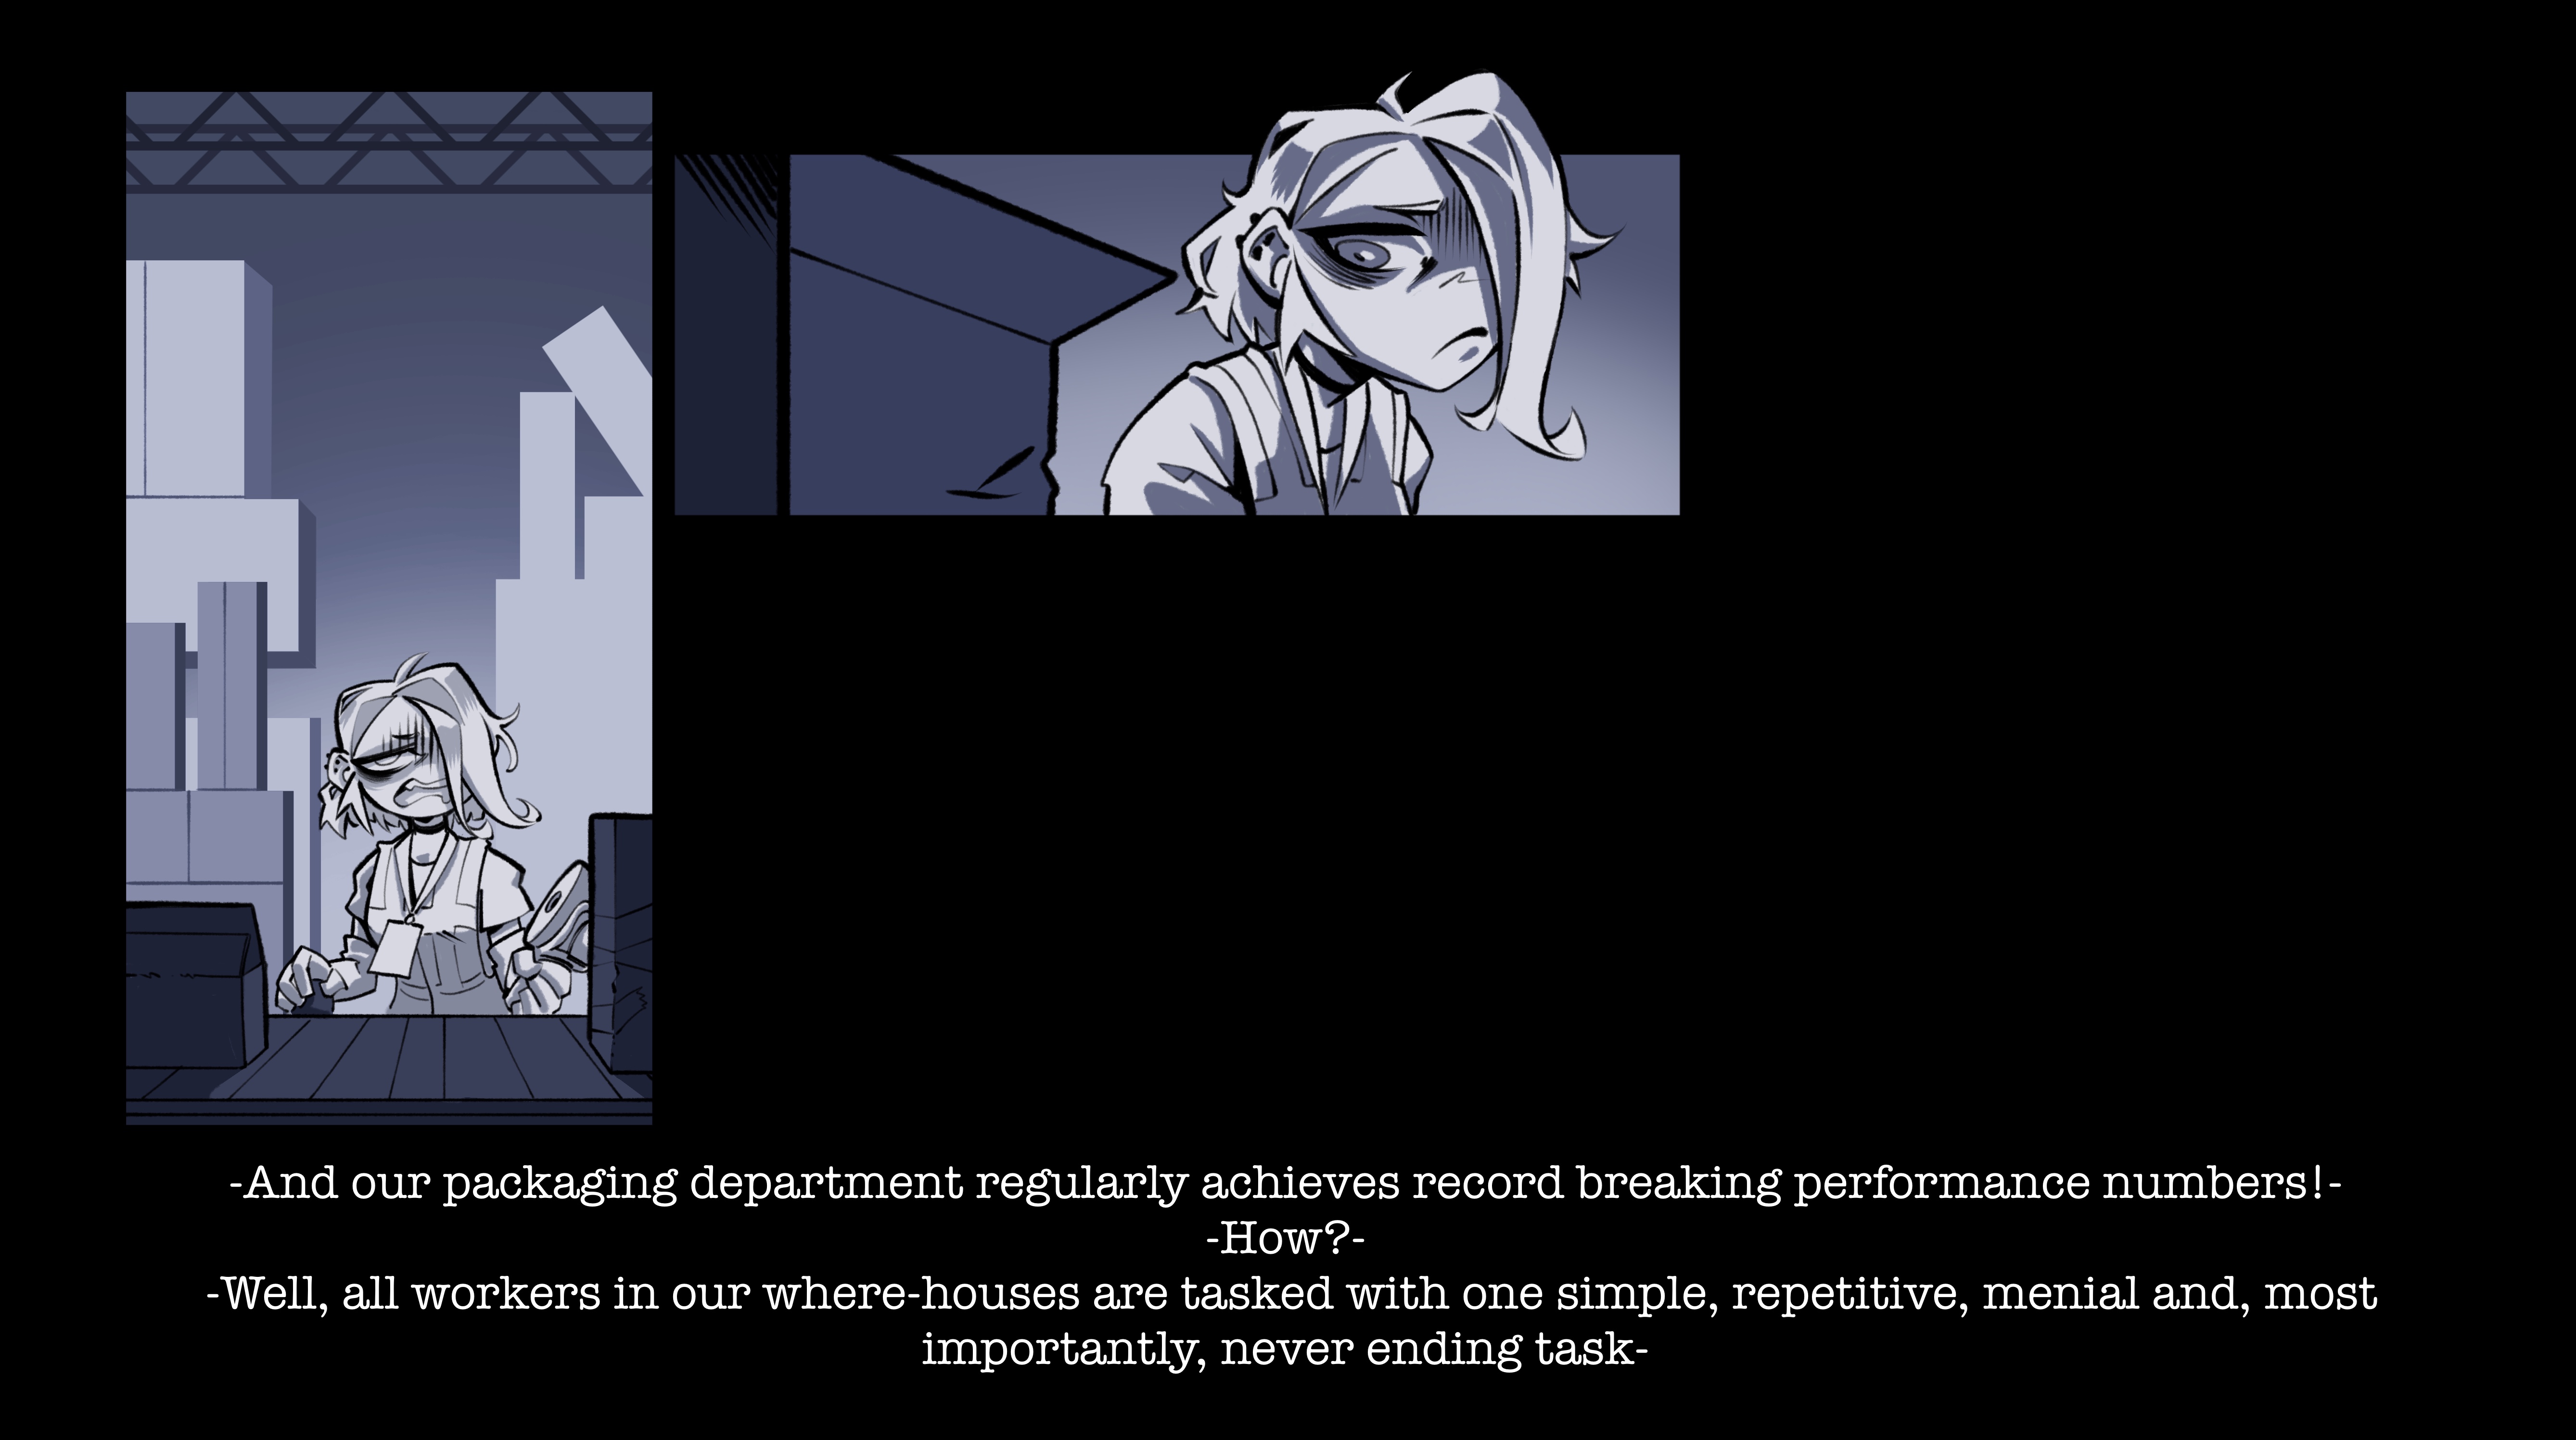 -And our packaging department regularly achieves record breaking performance numbers!-
-How?-
-Well, all workers in our where-houses are tasked with one simple, repetitive, menial and, most
importantly, never ending task-